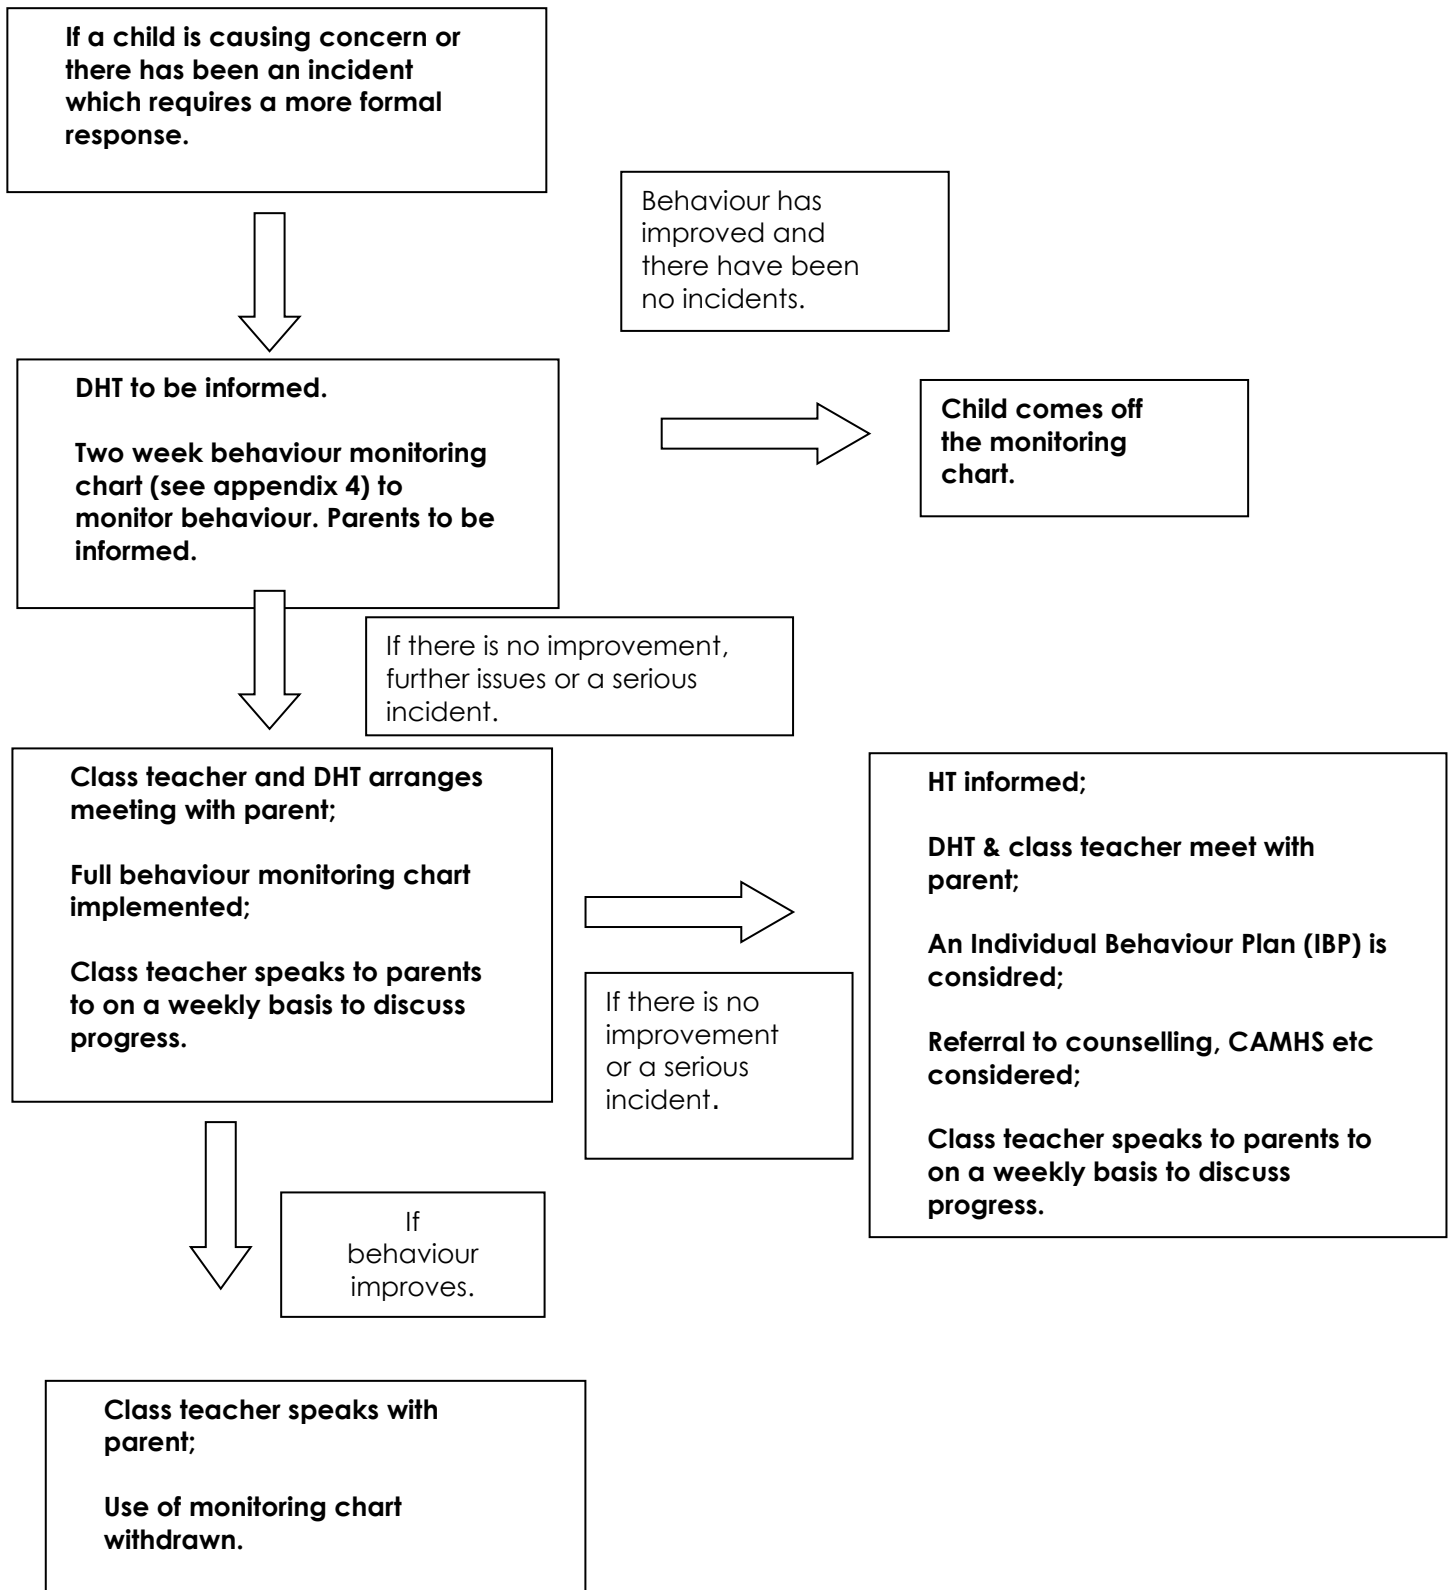 If a child is causing concern or
there has been an incident
which requires a more formal
response.
Behaviour has
improved and
there have been
no incidents.
DHT to be informed.
Two week behaviour monitoring
chart (see appendix 4) to
monitor behaviour. Parents to be
informed.
Child comes off
the monitoring
chart.
If there is no improvement,
further issues or a serious
incident.
Class teacher and DHT arranges
meeting with parent;
Full behaviour monitoring chart
implemented;
Class teacher speaks to parents
to on a weekly basis to discuss
progress.
If there is no
improvement
or a serious
incident.
HT informed;
DHT & class teacher meet with
parent;
An Individual Behaviour Plan (IBP) is
considred;
Referral to counselling, CAMHS etc
considered;
Class teacher speaks to parents to
on a weekly basis to discuss
progress.
If
behaviour
improves.
Class teacher speaks with
parent;
Use of monitoring chart
withdrawn.